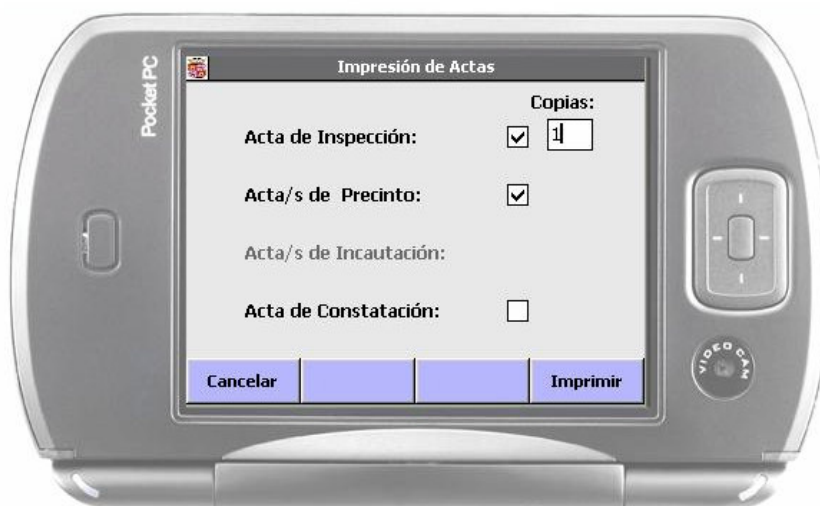 Pocket PC
Impresión de Actas
Copias:
Acta de Inspección: 1
Acta/s de Precinto:
Acta/s de Incautación:
Acta de Constatación:
Cancelar Imprimir
VIDEO CAM